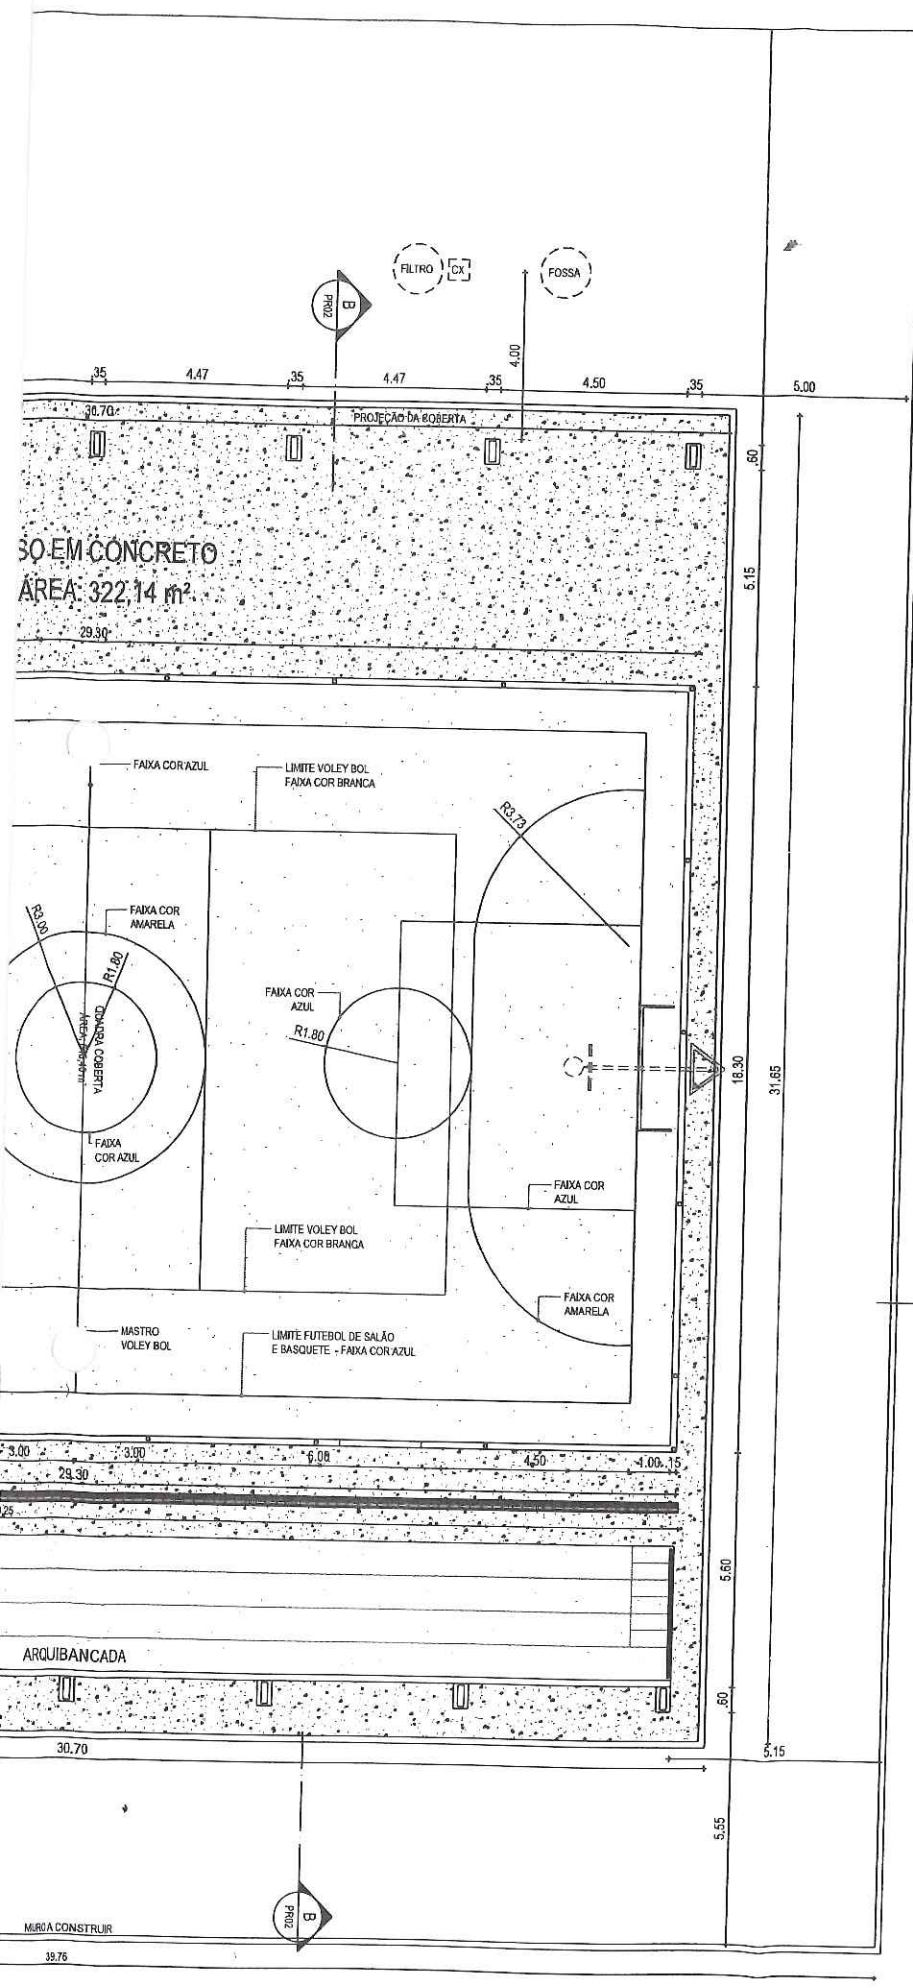 FILTRO
CX
FOSSA
B
PR02
4.00
35
4.47
35
4.47
35
4.50
35
5.00
30.70
PROJEÇÃO DA COBERTA
.60
SO EM CONCRETO
ÁREA: 322,14 m²
5.15
29.30
FAIXA COR AZUL
LIMITE VOLEY BOL
FAIXA COR BRANCA
R3.73
FAIXA COR
AMARELA
R3.00
R1.80
FAIXA COR
AZUL
R1.80
QUADRA COBERTA
18.30
31.65
FAIXA
COR AZUL
FAIXA COR
AZUL
LIMITE VOLEY BOL
FAIXA COR BRANCA
FAIXA COR
AMARELA
MASTRO
VOLEY BOL
LIMITE FUTEBOL DE SALÃO
E BASQUETE - FAIXA COR AZUL
3.00
3.00
6.08
4.50
1.00
.15
29.30
.25
5.60
ARQUIBANCADA
.60
30.70
5.15
5.55
B
PR02
MURO A CONSTRUIR
39.76